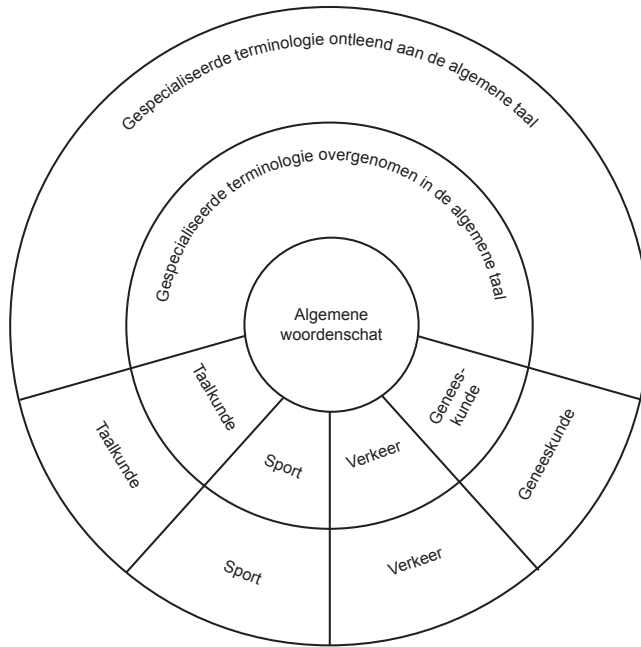 Gespecialiseerde terminologie ontleend aan de algemene taal
Gespecialiseerde terminologie overgenomen in de algemene taal
Algemene
woordenschat
Taalkunde
Sport
Verkeer
Genees-
kunde
Taalkunde
Sport
Verkeer
Geneeskunde